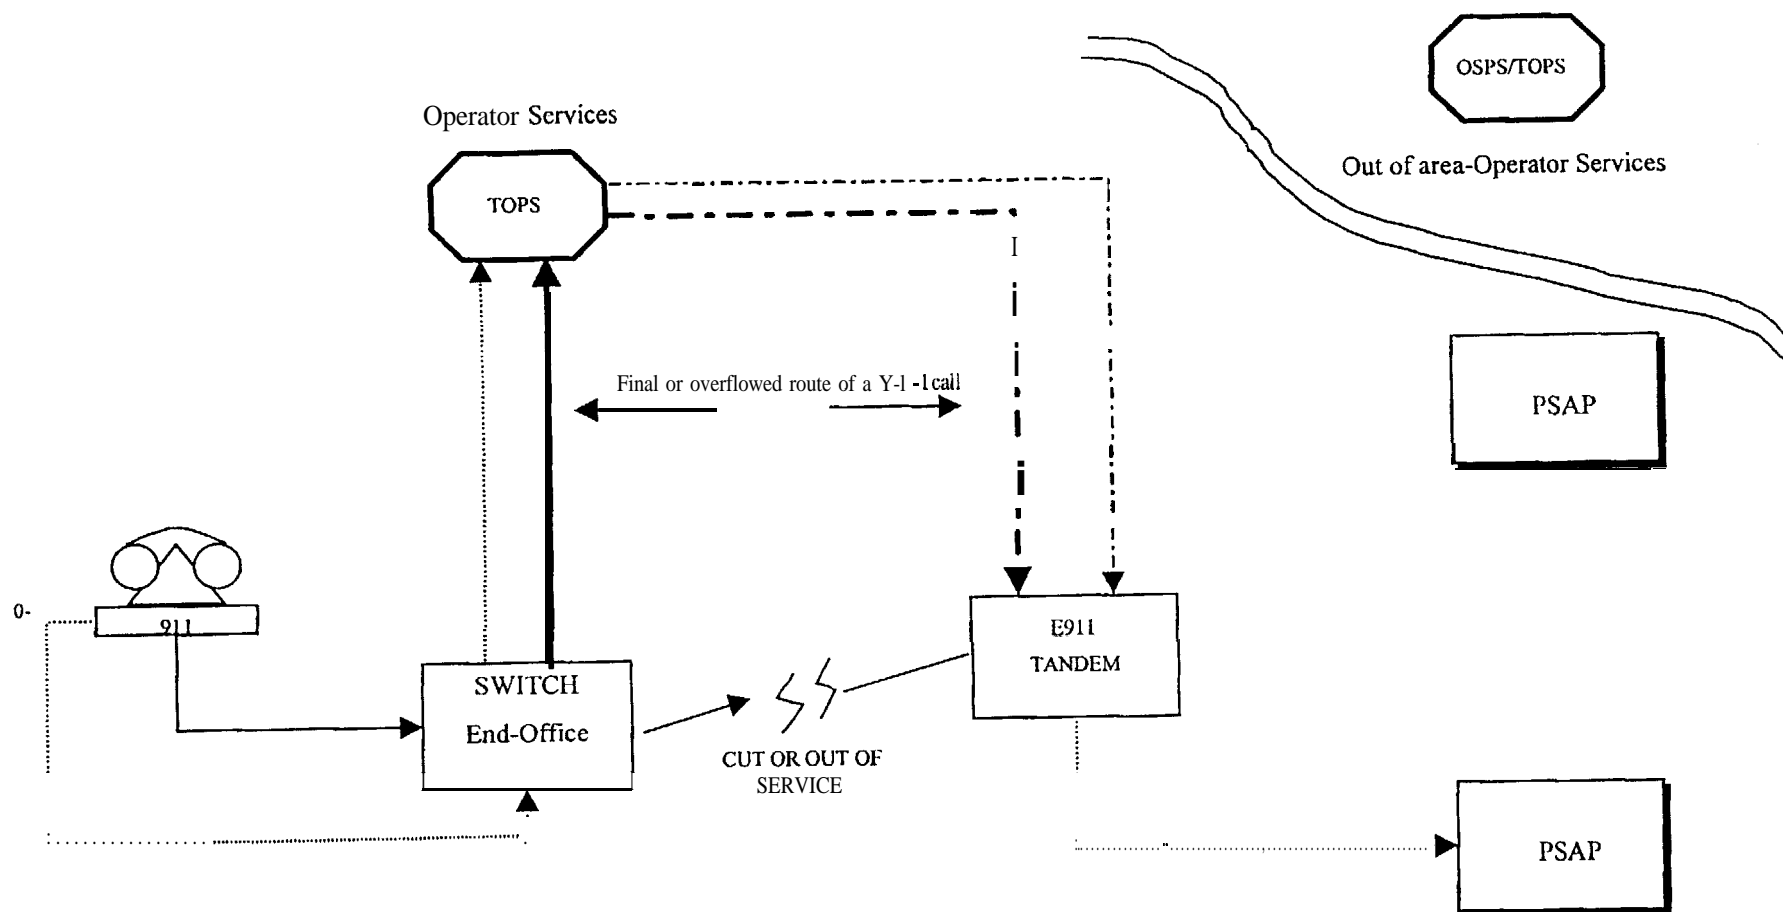 OSPS/TOPS
Operator Services
Out of area-Operator Services
TOPS
I
Final or overflowed route of a Y-l -1 call
PSAP
0-
911
E911
TANDEM
SWITCH
End-Office
CUT OR OUT OF
SERVICE
PSAP